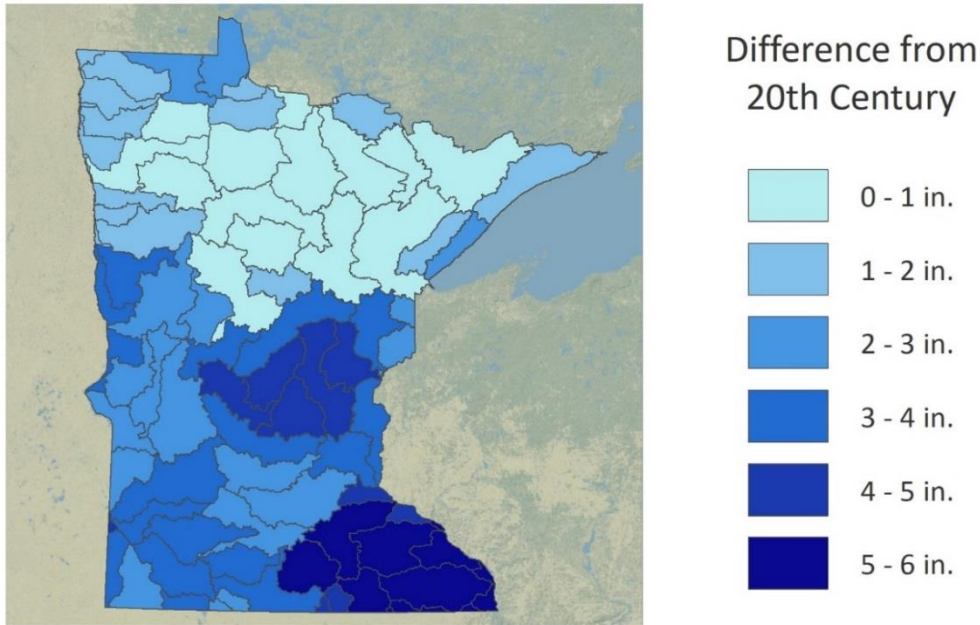 Difference from
20th Century
0 - 1 in.
1 - 2 in.
2 - 3 in.
3 - 4 in.
4 - 5 in.
5 - 6 in.